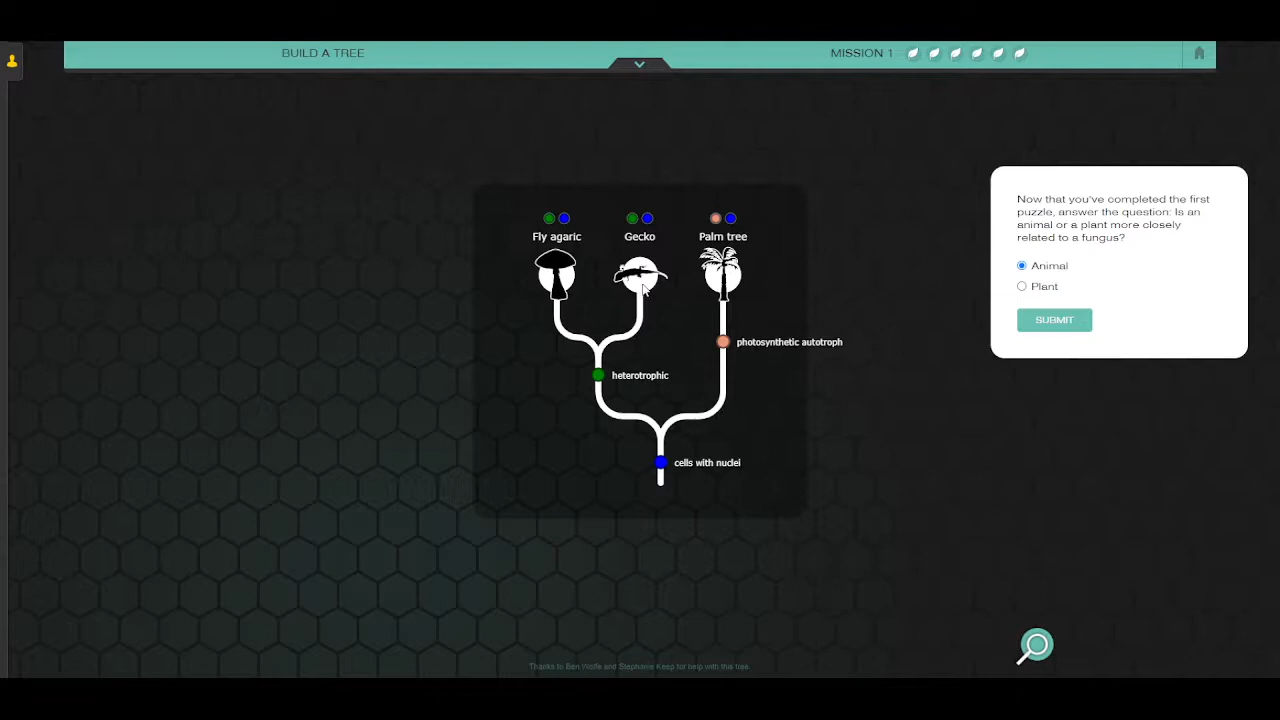 BUILD A TREE
MISSION 1
Fly agaric
Gecko
Palm tree
photosynthetic autotroph
heterotrophic
cells with nuclei
Now that you've completed the first
puzzle, answer the question: Is an
animal or a plant more closely
related to a fungus?
Animal
Plant
SUBMIT
Thanks to Ben Wolfe and Stephanie Keep for help with this tree.